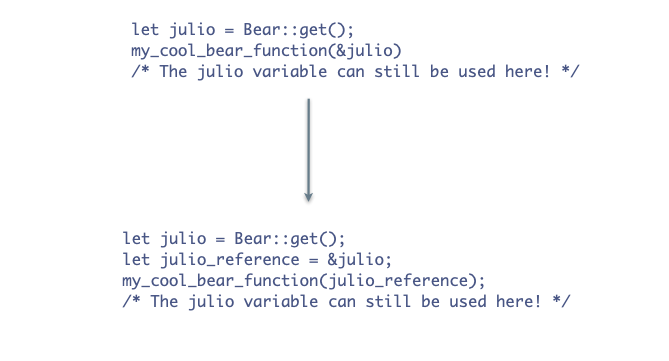 let julio = Bear::get();
my_cool_bear_function(&julio)
/* The julio variable can still be used here! */
let julio = Bear::get();
let julio_reference = &julio;
my_cool_bear_function(julio_reference);
/* The julio variable can still be used here! */